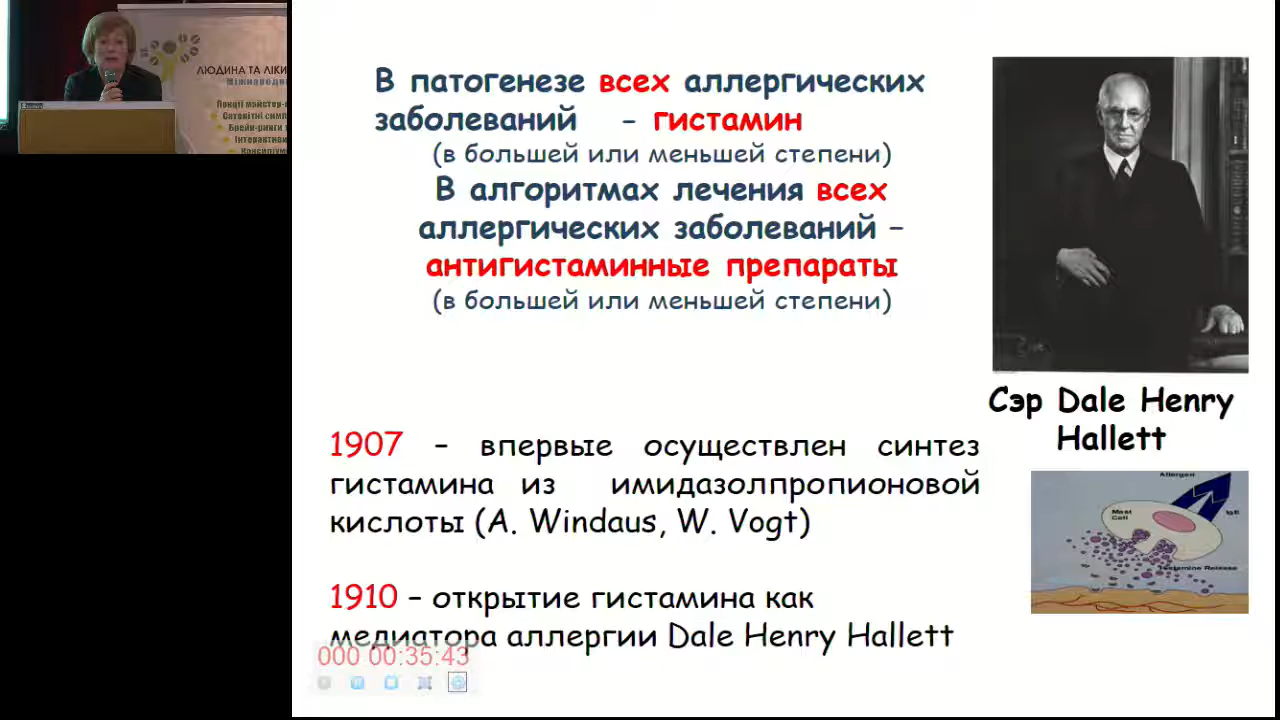 ЛЮДИНА ТА ЛІКИ
Міжнародн
Лекції майстер-
Сателітні симп
Брейн-ринги
Інтерактивн
Консиліум
В патогенезе всех аллергических
заболеваний – гистамин
(в большей или меньшей степени)
В алгоритмах лечения всех
аллергических заболеваний –
антигистаминные препараты
(в большей или меньшей степени)
Сэр Dale Henry
Hallett
1907 – впервые осуществлен синтез
гистамина из имидазолпропионовой
кислоты (A. Windaus, W. Vogt)
1910 – открытие гистамина как
медиатора аллергии Dale Henry Hallett
Allergen
Mast
Cell
IgE
Histamine Release
000 00:35:43